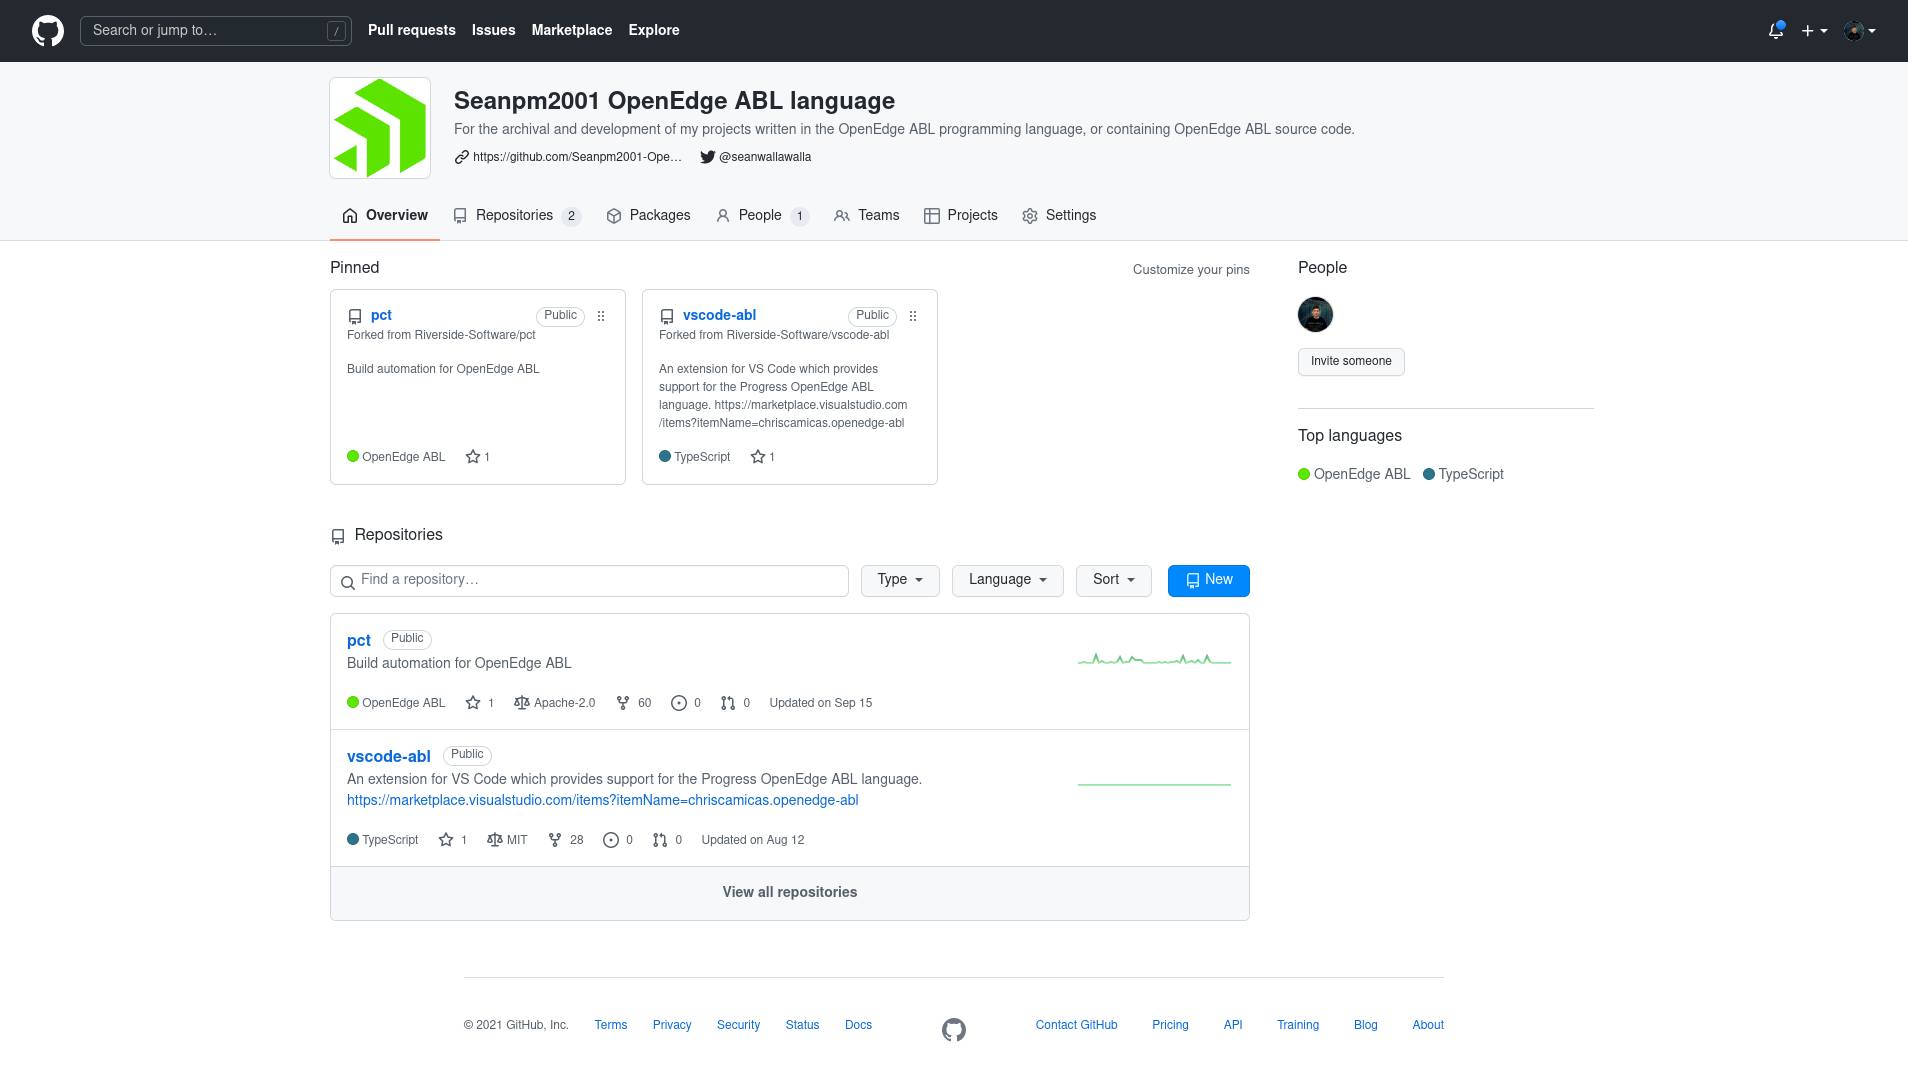 Search or jump to… /
Pull requests Issues Marketplace Explore
Seanpm2001 OpenEdge ABL language
For the archival and development of my projects written in the OpenEdge ABL programming language, or containing OpenEdge ABL source code.
https://github.com/Seanpm2001-Ope… @seanwallawalla
Overview Repositories 2 Packages People 1 Teams Projects Settings
Pinned Customize your pins
pct Public
Forked from Riverside-Software/pct
Build automation for OpenEdge ABL
OpenEdge ABL 1
vscode-abl Public
Forked from Riverside-Software/vscode-abl
An extension for VS Code which provides
support for the Progress OpenEdge ABL
language. https://marketplace.visualstudio.com
/items?itemName=chriscamicas.openedge-abl
TypeScript 1
People
Invite someone
Top languages
OpenEdge ABL TypeScript
Repositories
Find a repository… Type Language Sort New
pct Public
Build automation for OpenEdge ABL
OpenEdge ABL 1 Apache-2.0 60 0 0 Updated on Sep 15
vscode-abl Public
An extension for VS Code which provides support for the Progress OpenEdge ABL language.
https://marketplace.visualstudio.com/items?itemName=chriscamicas.openedge-abl
TypeScript 1 MIT 28 0 0 Updated on Aug 12
View all repositories
© 2021 GitHub, Inc. Terms Privacy Security Status Docs Contact GitHub Pricing API Training Blog About